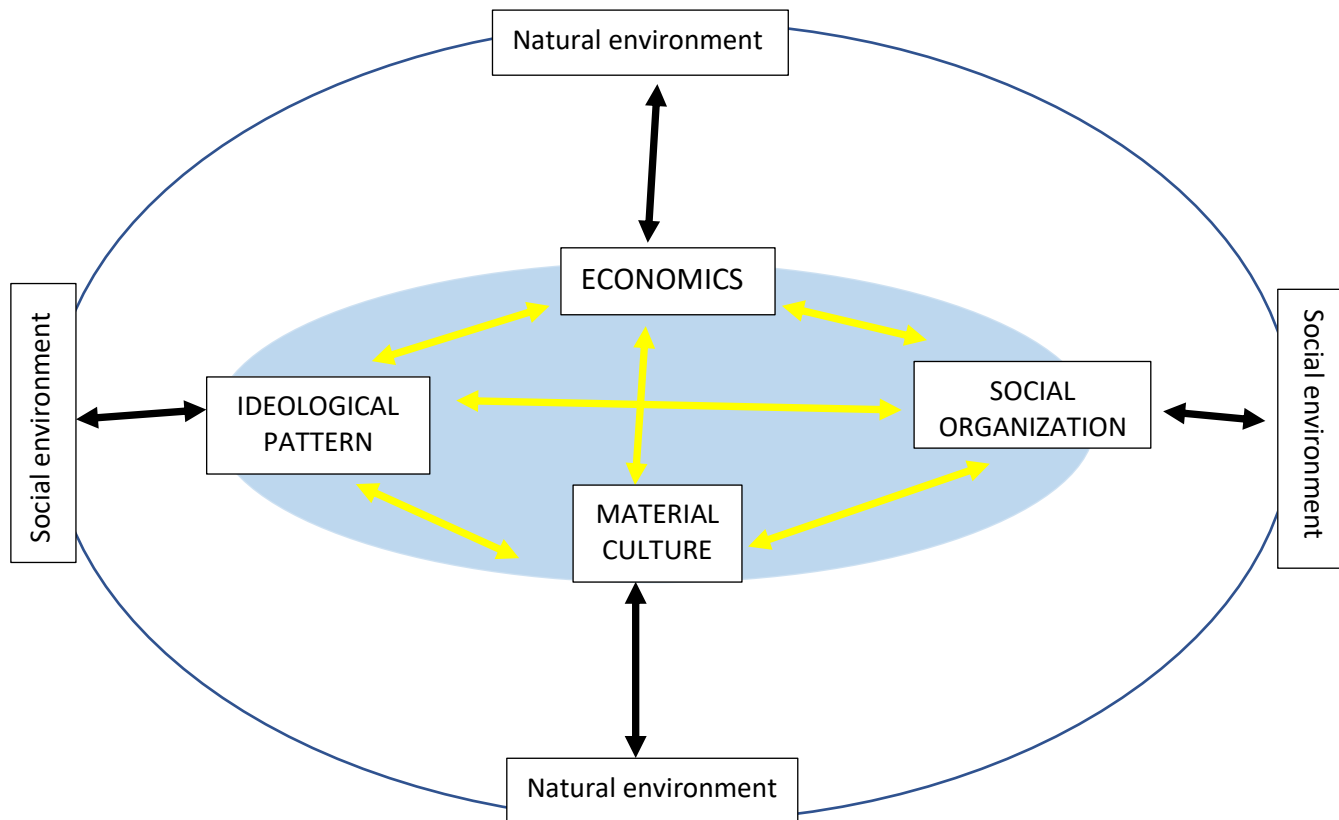 Natural environment
ECONOMICS
Social environment
IDEOLOGICAL
PATTERN
SOCIAL
ORGANIZATION
Social environment
MATERIAL
CULTURE
Natural environment